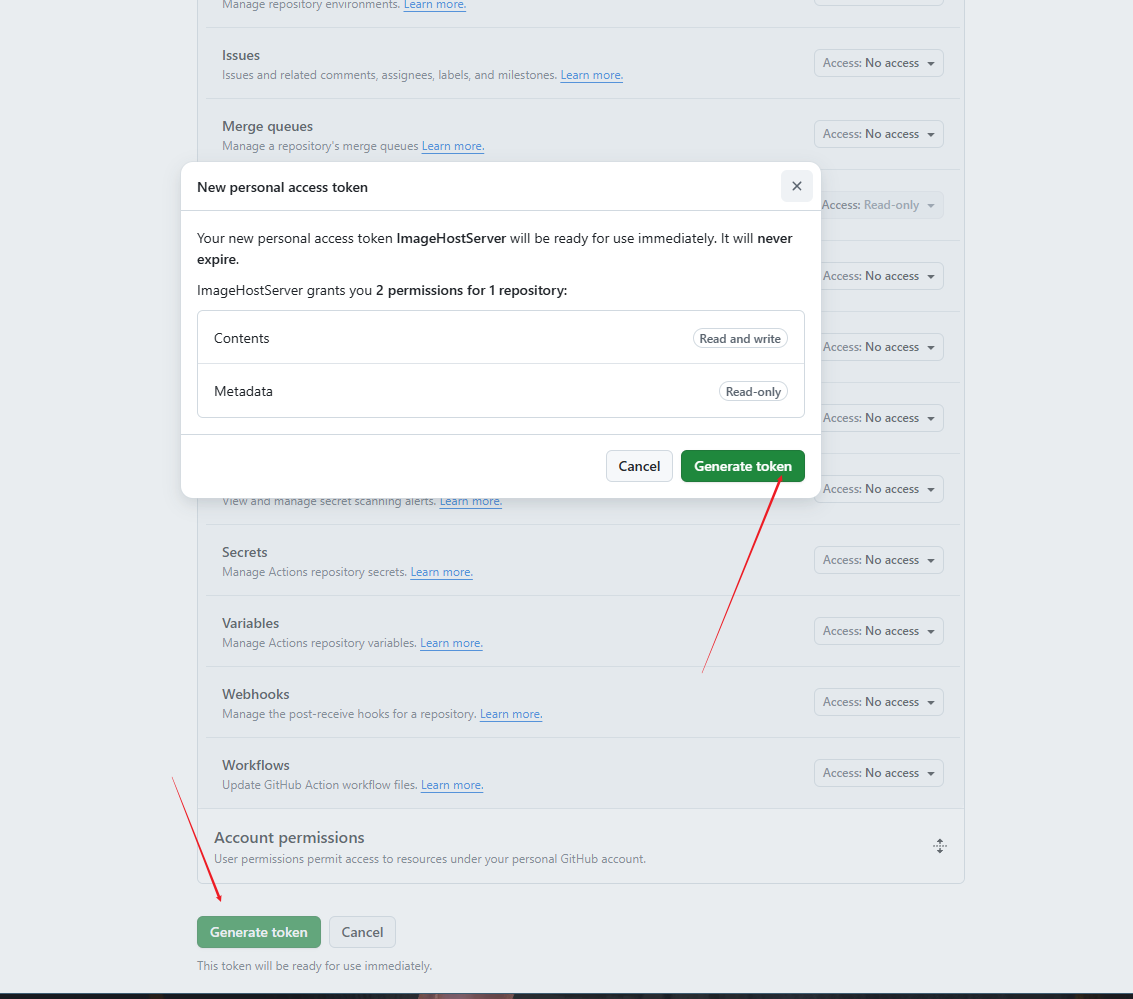 Manage repository environments. Learn more.
Issues
Issues and related comments, assignees, labels, and milestones. Learn more.
Access: No access
Merge queues
Manage a repository's merge queues Learn more.
Access: No access
New personal access token
Access: Read-only
Your new personal access token ImageHostServer will be ready for use immediately. It will never
expire.
Access: No access
ImageHostServer grants you 2 permissions for 1 repository:
Contents
Read and write
Access: No access
Metadata
Read-only
Access: No access
Cancel
Generate token
Access: No access
View and manage secret scanning alerts. Learn more.
Secrets
Manage Actions repository secrets. Learn more.
Access: No access
Variables
Manage Actions repository variables. Learn more.
Access: No access
Webhooks
Manage the post-receive hooks for a repository. Learn more.
Access: No access
Workflows
Update GitHub Action workflow files. Learn more.
Access: No access
Account permissions
User permissions permit access to resources under your personal GitHub account.
Generate token
Cancel
This token will be ready for use immediately.